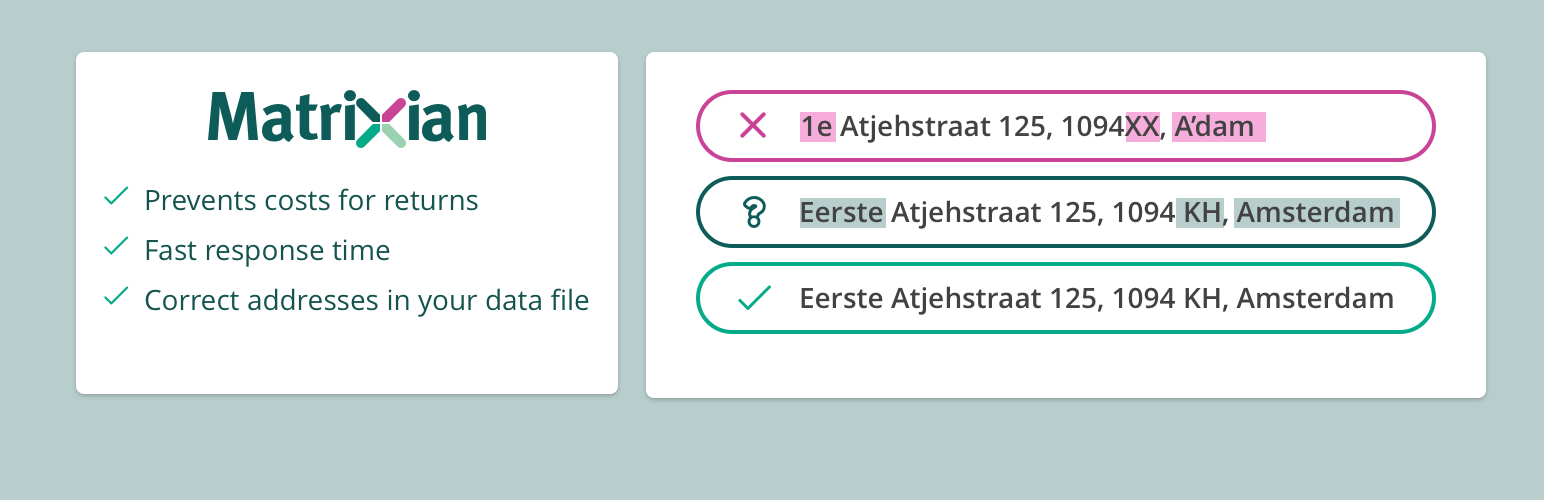 Matrixian
Prevents costs for returns
Fast response time
Correct addresses in your data file
1e Atjehstraat 125, 1094XX, A’dam
Eerste Atjehstraat 125, 1094 KH, Amsterdam
Eerste Atjehstraat 125, 1094 KH, Amsterdam